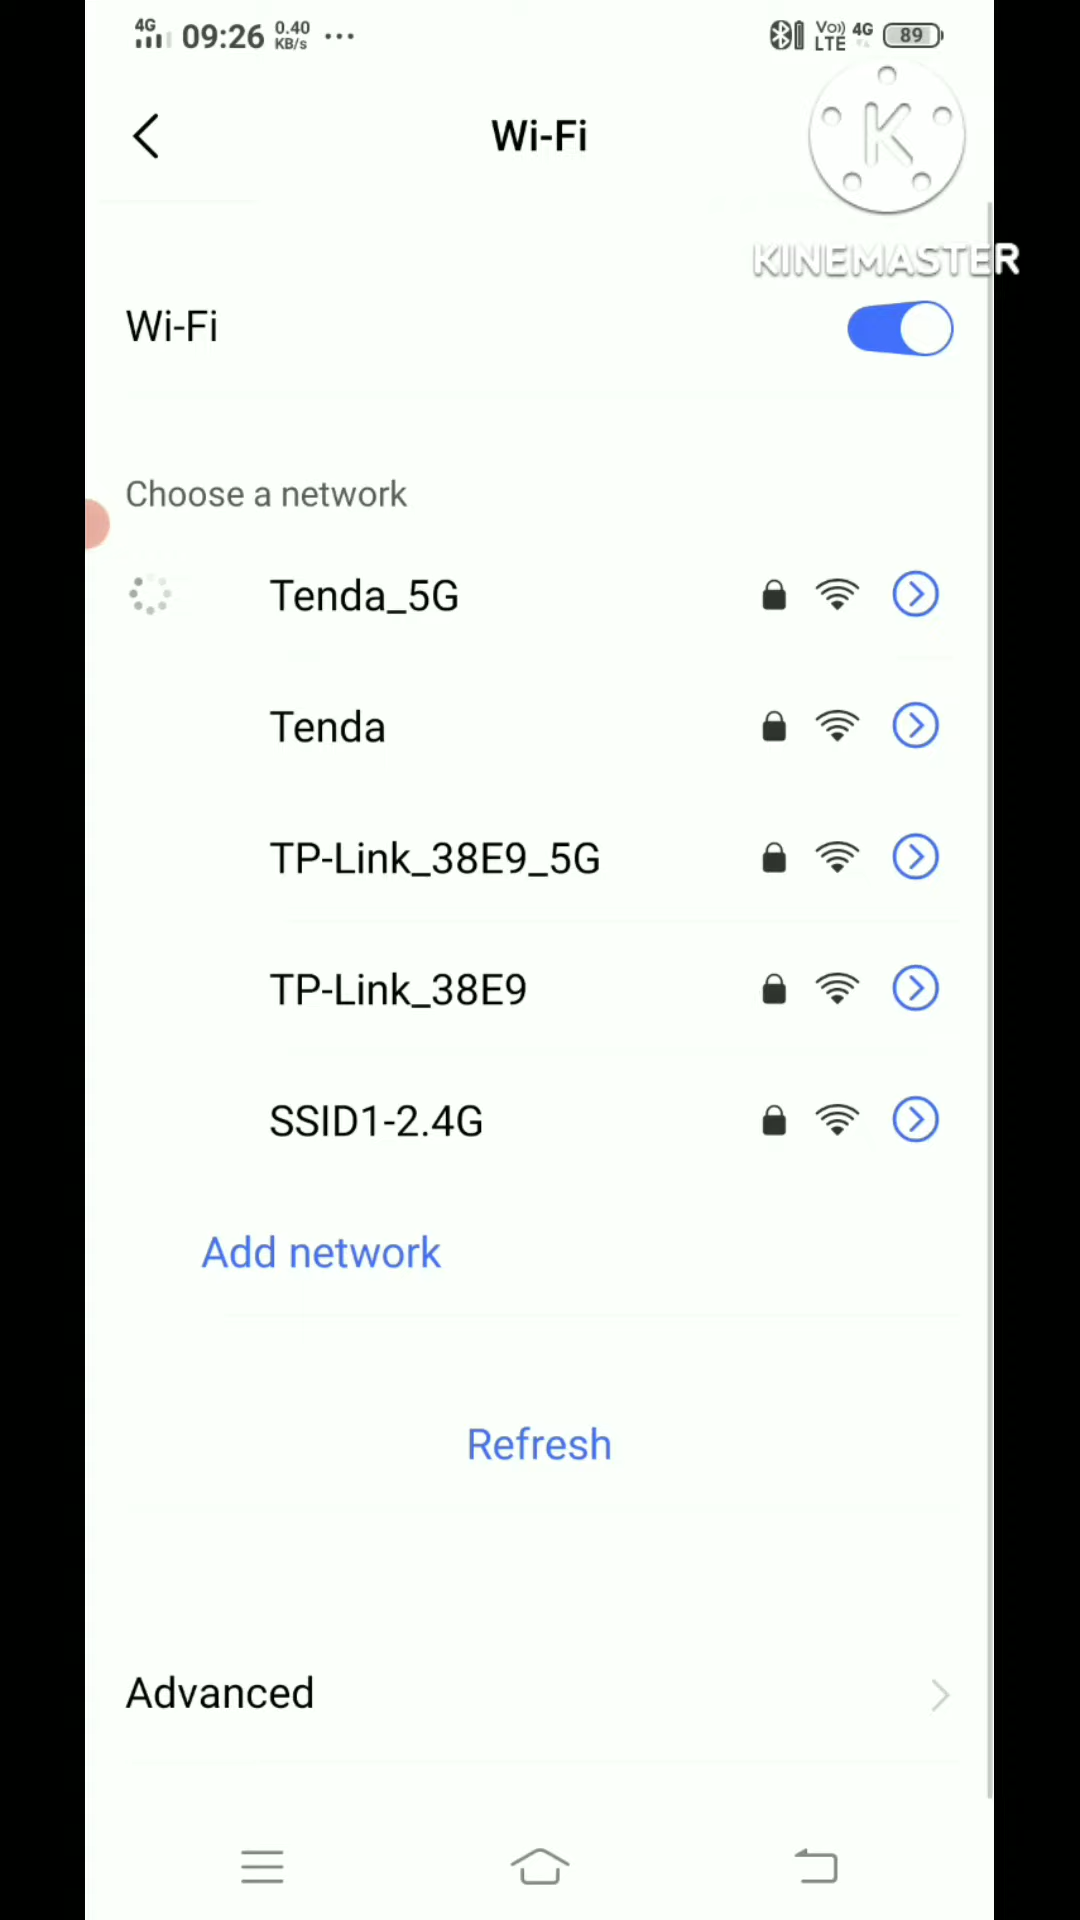 4G 09:26 0.40 KB/s ... Vo)) LTE 4G 89
Wi-Fi
K
KINEMASTER
Wi-Fi
Choose a network
Tenda_5G
Tenda
TP-Link_38E9_5G
TP-Link_38E9
SSID1-2.4G
Add network
Refresh
Advanced